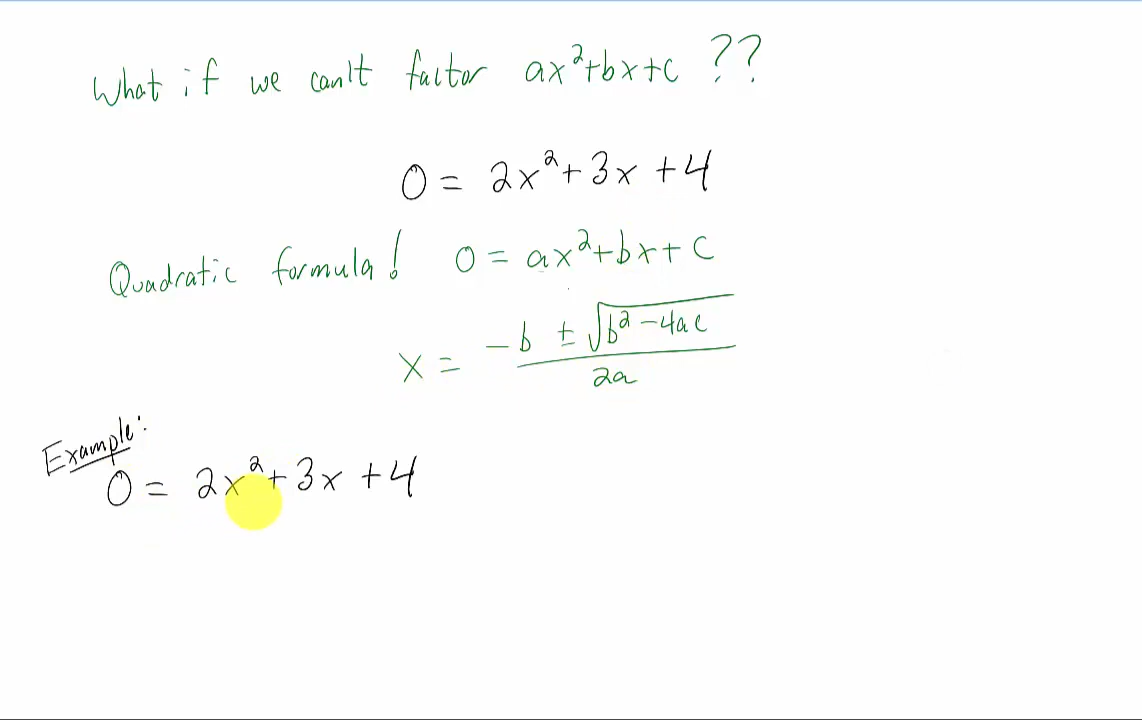 What if we can't factor ax²+bx+c ??
0 = 2x²+3x+4
Quadratic formula! 0 = ax²+bx+c
x = -b ± √b²-4ac
2a
Example:
0 = 2x²+3x+4